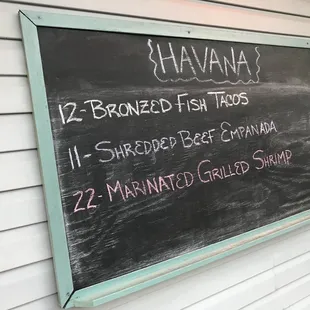 HAVANA
12-BRONZED FISH TACOS
11-SHREDDED BEEF EMPANADA
22-MARINATED GRILLED SHRIMP